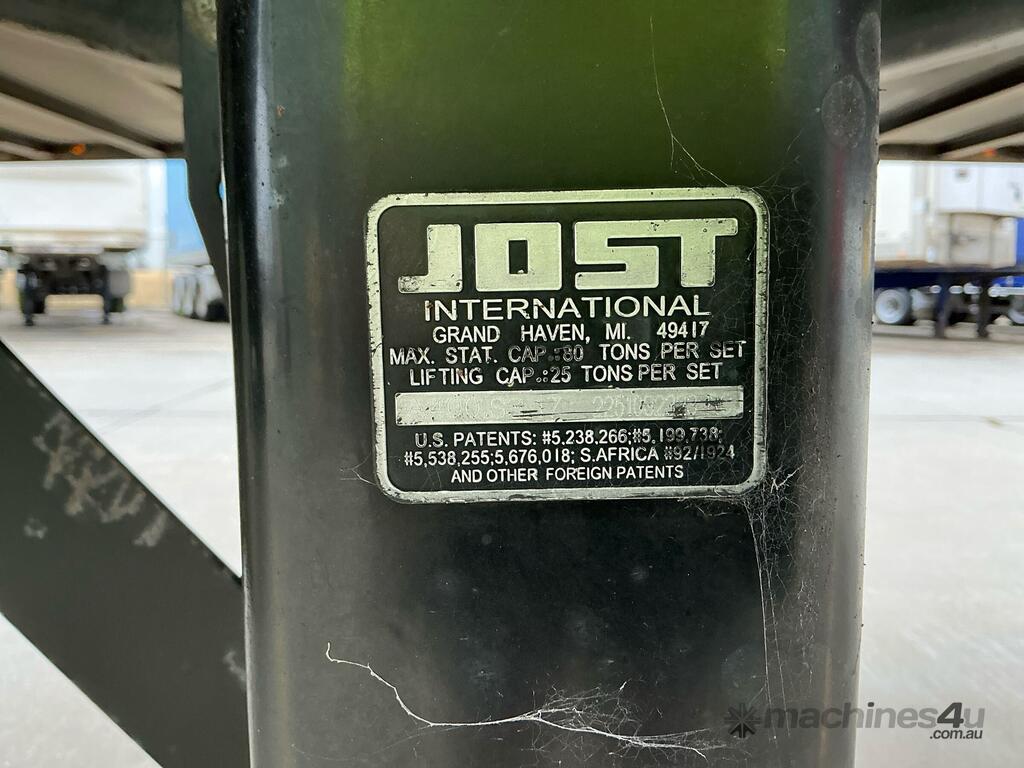 JOST
INTERNATIONAL
GRAND HAVEN, MI. 49417
MAX. STAT. CAP.:80 TONS PER SET
LIFTING CAP.:25 TONS PER SET
U.S. PATENTS: #5,238,266;#5,199,738;
#5,538,255;5,676,018; S.AFRICA #92/1924
AND OTHER FOREIGN PATENTS
machines4u
.com.au